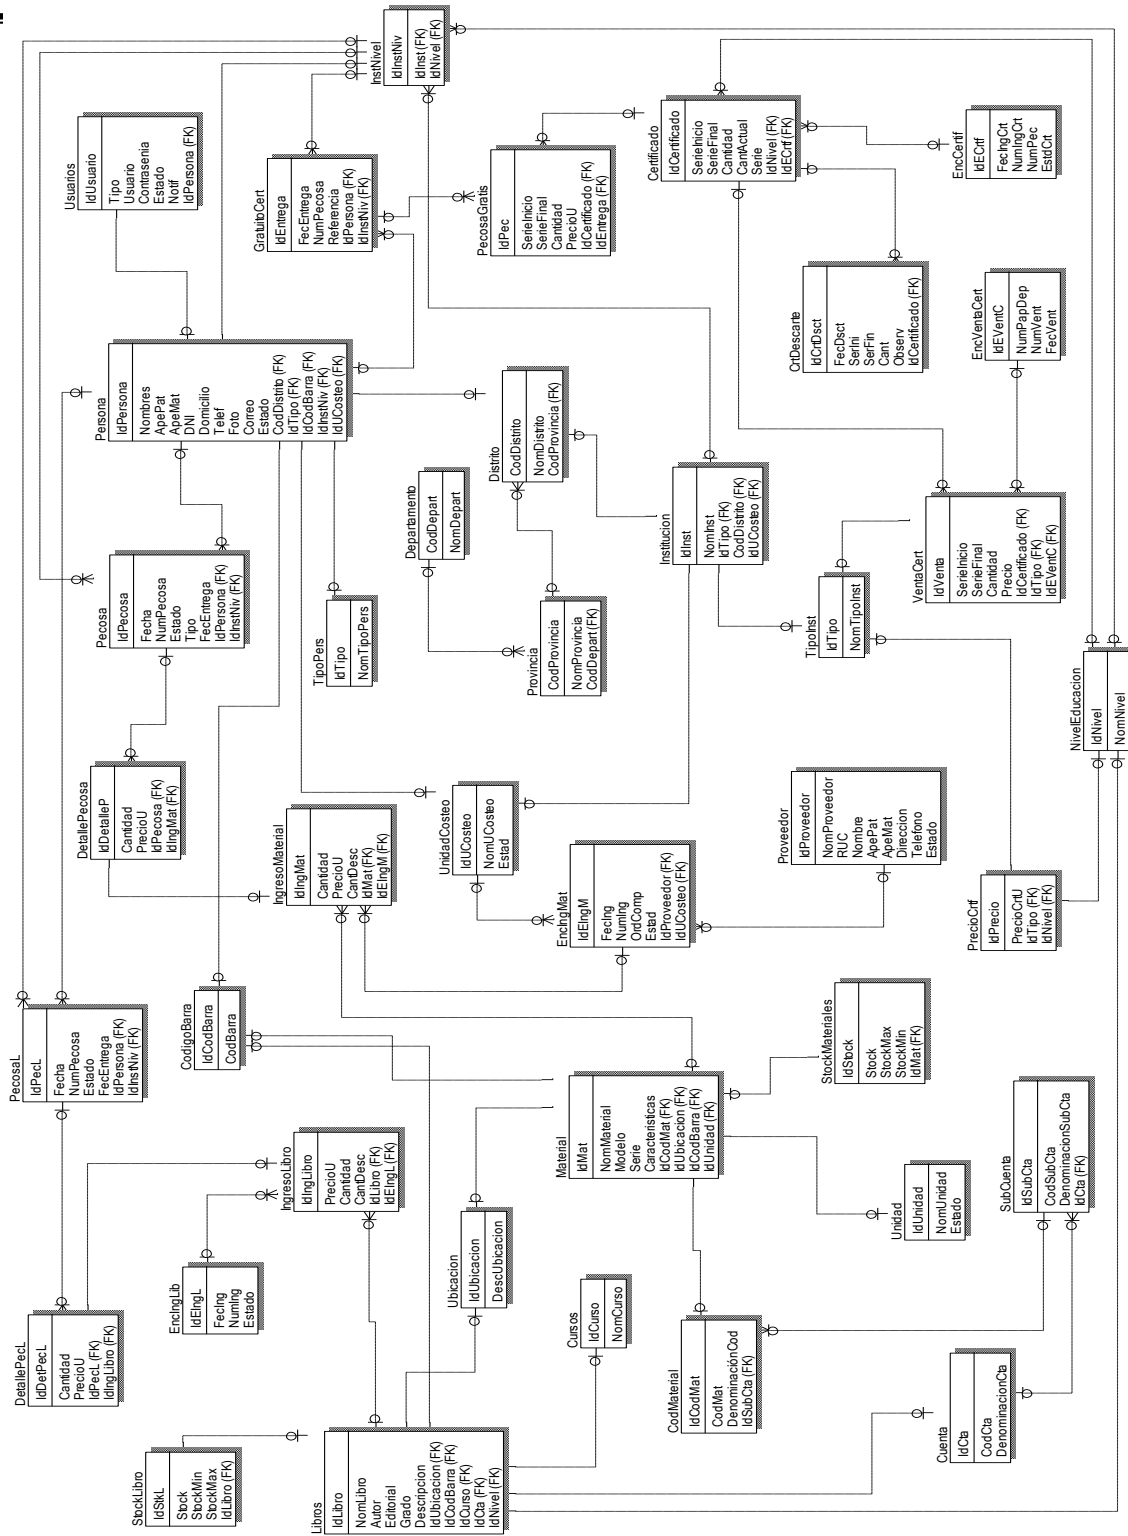 Usuarios
IdUsuario
Tipo
Usuario
Contrasenia
Estado
Notif
IdPersona (FK)
InstNivel
IdInstNiv
IdInst (FK)
IdNivel (FK)
GratuitoCert
IdEntrega
FecEntrega
NumPecosa
Referencia
IdPersona (FK)
IdInstNiv (FK)
PecosaGratis
IdPec
SerieInicio
SerieFinal
Cantidad
PrecioU
IdCertificado (FK)
IdEntrega (FK)
Certificado
IdCertificado
SerieInicio
SerieFinal
Cantidad
CantActual
Serie
IdNivel (FK)
IdECrtf (FK)
EncCertif
IdECrtf
FecIngCrt
NumIngCrt
NumPec
EstdCrt
Persona
IdPersona
Nombres
ApePat
ApeMat
DNI
Domicilio
Telef
Foto
Correo
Estado
CodDistrito (FK)
IdTipo (FK)
IdCodBarra (FK)
IdInstNiv (FK)
IdUCosteo (FK)
CrtDescarte
IdCrtDsct
FecDsct
SerIni
SerFin
Cant
Observ
IdCertificado (FK)
EncVentaCert
IdEVentC
NumPapDep
NumVent
FecVent
Pecosa
IdPecosa
Fecha
NumPecosa
Estado
Tipo
FecEntrega
IdPersona (FK)
IdInstNiv (FK)
TipoPers
IdTipo
NomTipoPers
Departamento
CodDepart
NomDepart
Distrito
CodDistrito
NomDistrito
CodProvincia (FK)
Provincia
CodProvincia
NomProvincia
CodDepart (FK)
Institucion
IdInst
NomInst
IdTipo (FK)
CodDistrito (FK)
IdUCosteo (FK)
TipoInst
IdTipo
NomTipoInst
VentaCert
IdVenta
SerieInicio
SerieFinal
Cantidad
Precio
IdCertificado (FK)
IdTipo (FK)
IdEVentC (FK)
NivelEducacion
IdNivel
NomNivel
DetallePecosa
IdDetalleP
Cantidad
PrecioU
IdPecosa (FK)
IdIngMat (FK)
IngresoMaterial
IdIngMat
Cantidad
PrecioU
CantDesc
IdMat (FK)
IdEIngM (FK)
UnidadCosteo
IdUCosteo
NomUCosteo
Estad
EncIngMat
IdEIngM
FecIng
NumIng
OrdComp
Estad
IdProveedor (FK)
IdUCosteo (FK)
Proveedor
IdProveedor
NomProveedor
RUC
Nombre
ApePat
ApeMat
Direccion
Telefono
Estado
PrecioCrtf
IdPrecio
PrecioCrtU
IdTipo (FK)
IdNivel (FK)
PecosaL
IdPecL
Fecha
NumPecosa
Estado
FecEntrega
IdPersona (FK)
IdInstNiv (FK)
CodigoBarra
IdCodBarra
CodBarra
Material
IdMat
NomMaterial
Modelo
Serie
Caracteristicas
IdCodMat (FK)
IdUbicacion (FK)
IdCodBarra (FK)
IdUnidad (FK)
StockMateriales
IdStock
Stock
StockMax
StockMin
IdMat (FK)
DetallePecL
IdDetPecL
Cantidad
PrecioU
IdPecL (FK)
IdIngLibro (FK)
EncIngLib
IdEIngL
FecIng
NumIng
Estado
IngresoLibro
IdIngLibro
PrecioU
Cantidad
CantDesc
IdLibro (FK)
IdEIngL (FK)
Ubicacion
IdUbicacion
DescUbicacion
Unidad
IdUnidad
NomUnidad
Estado
SubCuenta
IdSubCta
CodSubCta
DenominacionSubCta
IdCta (FK)
StockLibro
IdStkL
Stock
StockMin
StockMax
IdLibro (FK)
Libros
IdLibro
NomLibro
Autor
Editorial
Grado
Descripcion
IdUbicacion (FK)
IdCodBarra (FK)
IdCurso (FK)
IdCta (FK)
IdNivel (FK)
Cursos
IdCurso
NomCurso
CodMaterial
IdCodMat
CodMat
DenominaciónCod
IdSubCta (FK)
Cuenta
IdCta
CodCta
DenominacionCta